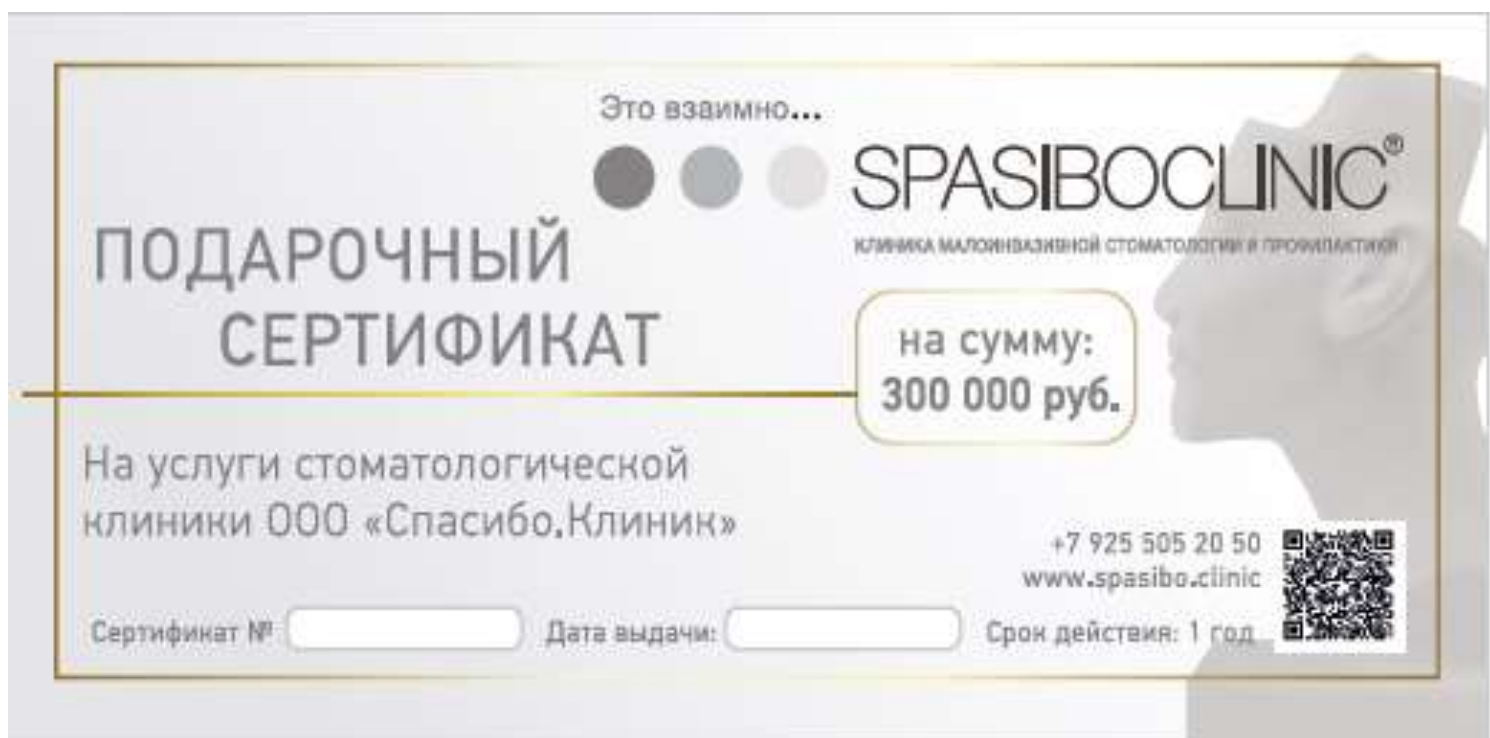 Это взаимно...
SPASIBOCLINIC®
КЛИНИКА МАЛОИНВАЗИВНОЙ СТОМАТОЛОГИИ И ПРОФИЛАКТИКИ
ПОДАРОЧНЫЙ
СЕРТИФИКАТ
на сумму:
300 000 руб.
На услуги стоматологической
клиники ООО «Спасибо.Клиник»
+7 925 505 20 50
www.spasibo.clinic
Сертификат № Дата выдачи: Срок действия: 1 год